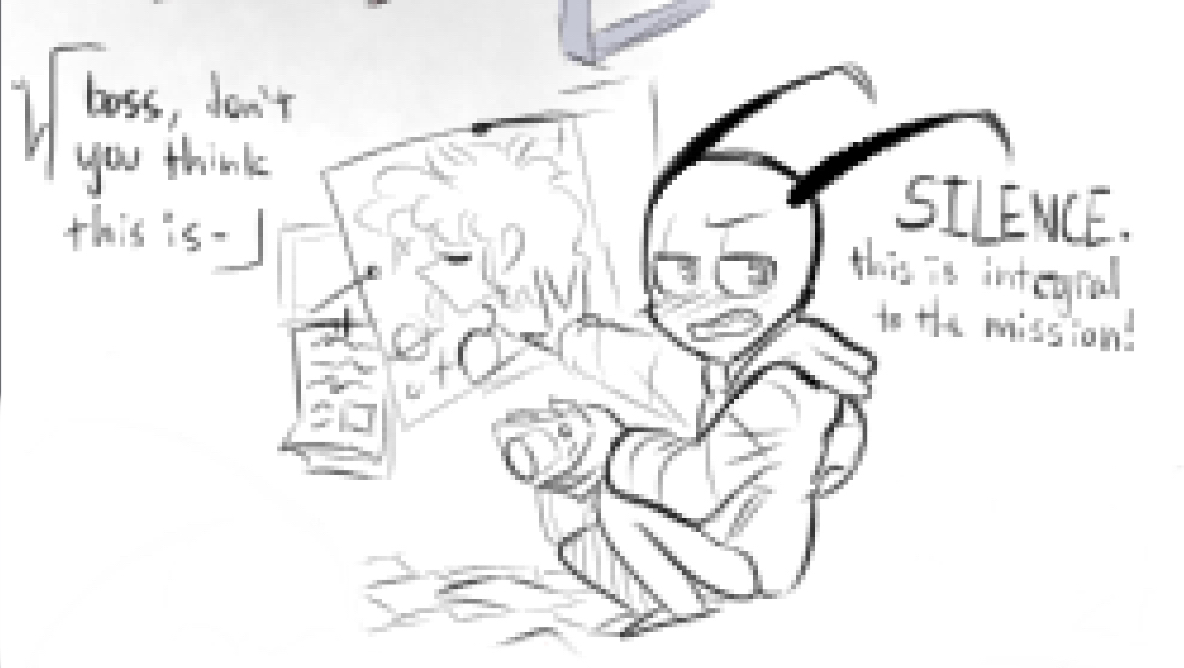 boss, don't
you think
this is-
SILENCE.
this is integral
to the mission!